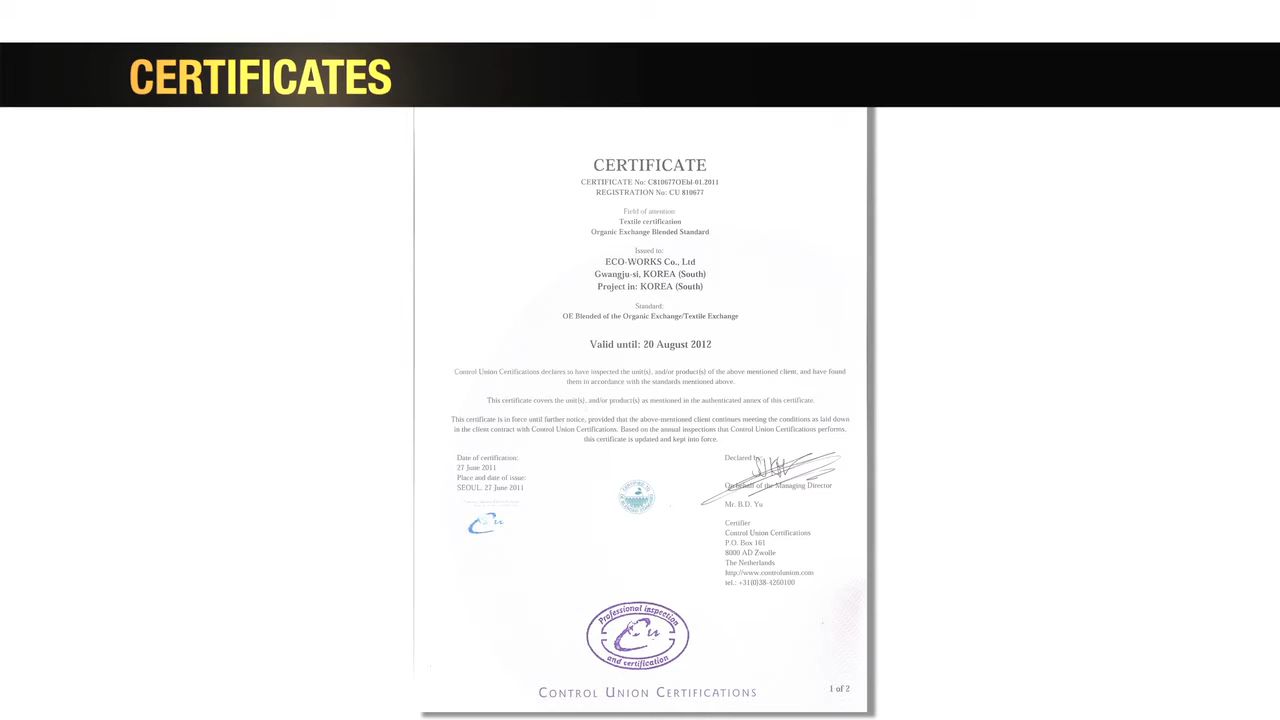 CERTIFICATES
CERTIFICATE
CERTIFICATE No: C810677OEbl-01.2011
REGISTRATION No: CU 810677
Field of attention:
Textile certification
Organic Exchange Blended Standard
Issued to:
ECO-WORKS Co., Ltd
Gwangju-si, KOREA (South)
Project in: KOREA (South)
Standard:
OE Blended of the Organic Exchange/Textile Exchange
Valid until: 20 August 2012
Control Union Certifications declares to have inspected the unit(s), and/or product(s) of the above mentioned client, and have found
them in accordance with the standards mentioned above.
This certificate covers the unit(s), and/or product(s) as mentioned in the authenticated annex of this certificate.
This certificate is in force until further notice, provided that the above-mentioned client continues meeting the conditions as laid down
in the client contract with Control Union Certifications. Based on the annual inspections that Control Union Certifications performs,
this certificate is updated and kept into force.
Date of certification:
27 June 2011
Place and date of issue:
SEOUL, 27 June 2011
Declared by:
On behalf of the Managing Director
Mr. B.D. Yu
Certifier
Control Union Certifications
P.O. Box 161
8000 AD Zwolle
The Netherlands
http://www.controlunion.com
tel.: +31(0)38-4260100
Professional inspection
Cu
and certification
CONTROL UNION CERTIFICATIONS
1 of 2